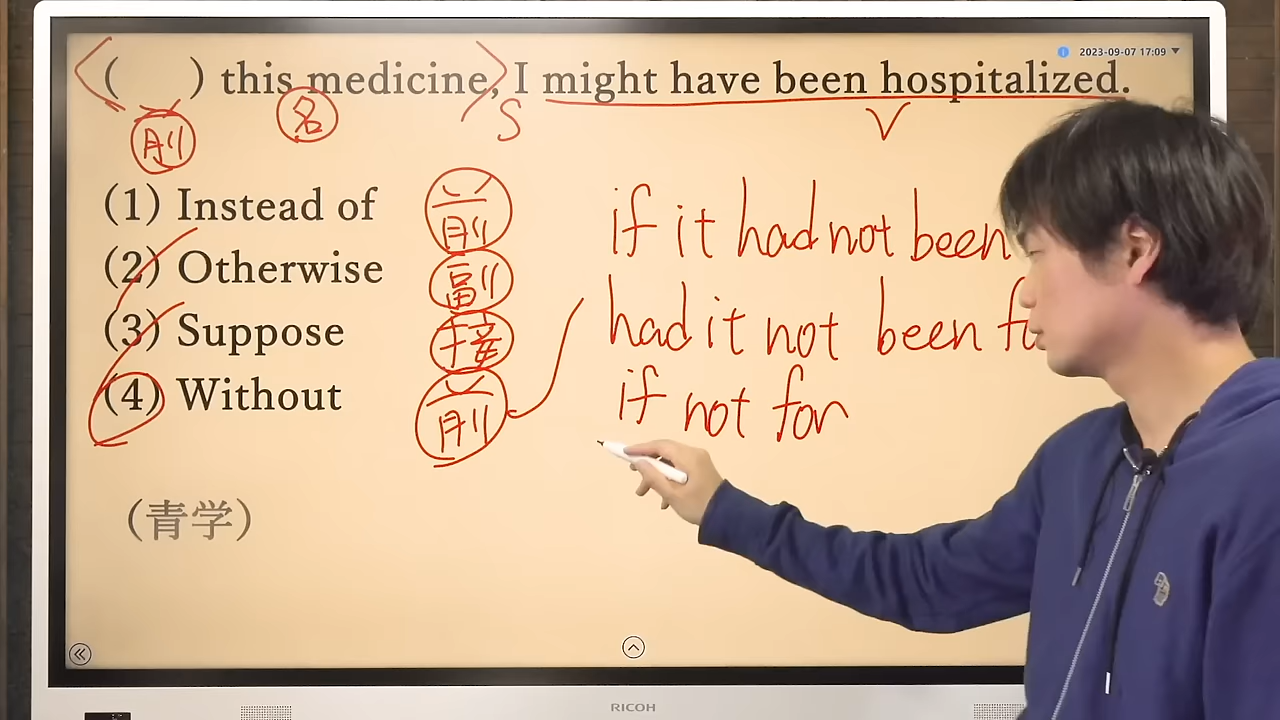 2023-09-07 17:09
( ) this medicine, I might have been hospitalized.
前 名 S V
(1) Instead of 前
(2) Otherwise 副
(3) Suppose 接
(4) Without 前
if it had not been
had it not been fo
if not for
(青学)
RICOH